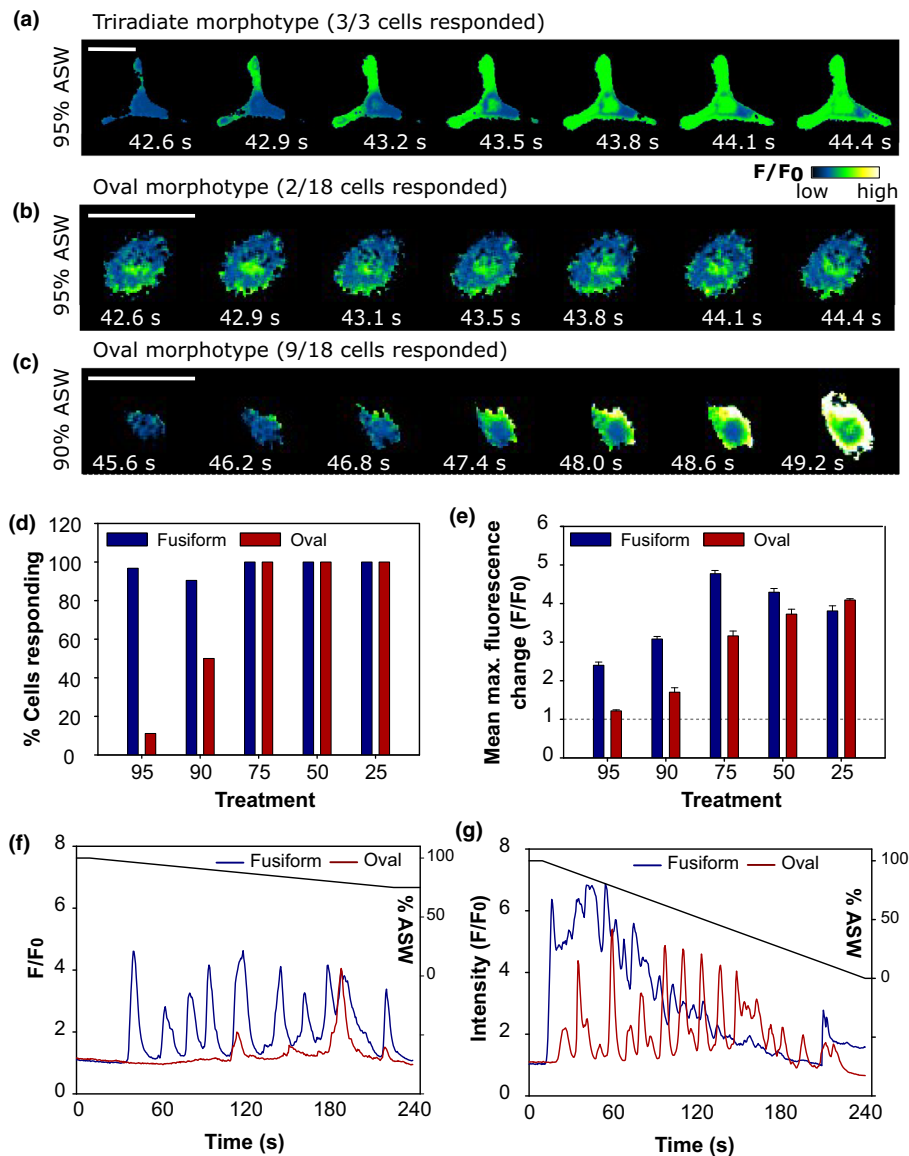 (a)
Triradiate morphotype (3/3 cells responded)
95% ASW
42.6 s 42.9 s 43.2 s 43.5 s 43.8 s 44.1 s 44.4 s
F/F0
low high
Oval morphotype (2/18 cells responded)
(b)
95% ASW
42.6 s 42.9 s 43.1 s 43.5 s 43.8 s 44.1 s 44.4 s
Oval morphotype (9/18 cells responded)
(c)
90% ASW
45.6 s 46.2 s 46.8 s 47.4 s 48.0 s 48.6 s 49.2 s
(d)
% Cells responding
120
100
80
60
40
20
0
Fusiform Oval
95 90 75 50 25
Treatment
(e)
Mean max. fluorescence
change (F/F0)
6
5
4
3
2
1
0
Fusiform Oval
95 90 75 50 25
Treatment
(f)
F/F0
8
6
4
2
0
Fusiform Oval
100
50
0
% ASW
0 60 120 180 240
Time (s)
(g)
Intensity (F/F0)
8
6
4
2
0
Fusiform Oval
100
50
0
% ASW
0 60 120 180 240
Time (s)